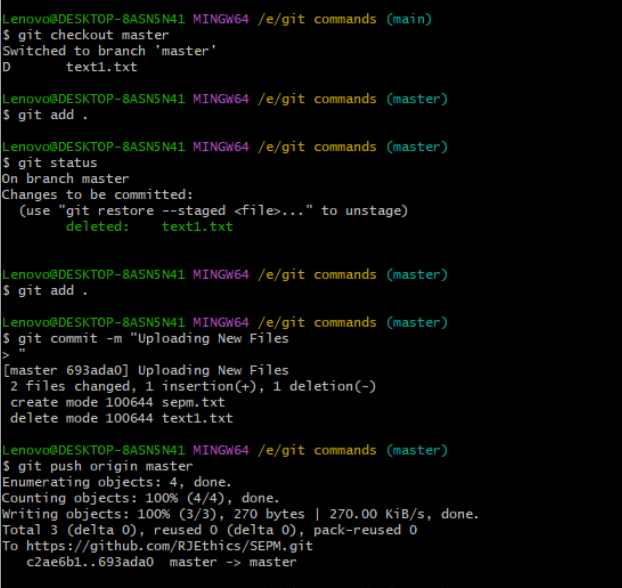 Lenovo@DESKTOP-8ASN5N41 MINGW64 /e/git commands (main)
$ git checkout master
Switched to branch 'master'
D       text1.txt
Lenovo@DESKTOP-8ASN5N41 MINGW64 /e/git commands (master)
$ git add .
Lenovo@DESKTOP-8ASN5N41 MINGW64 /e/git commands (master)
$ git status
On branch master
Changes to be committed:
  (use "git restore --staged <file>..." to unstage)
        deleted:    text1.txt
Lenovo@DESKTOP-8ASN5N41 MINGW64 /e/git commands (master)
$ git add .
Lenovo@DESKTOP-8ASN5N41 MINGW64 /e/git commands (master)
$ git commit -m "Uploading New Files
> "
[master 693ada0] Uploading New Files
 2 files changed, 1 insertion(+), 1 deletion(-)
 create mode 100644 sepm.txt
 delete mode 100644 text1.txt
Lenovo@DESKTOP-8ASN5N41 MINGW64 /e/git commands (master)
$ git push origin master
Enumerating objects: 4, done.
Counting objects: 100% (4/4), done.
Writing objects: 100% (3/3), 270 bytes | 270.00 KiB/s, done.
Total 3 (delta 0), reused 0 (delta 0), pack-reused 0
To https://github.com/RJEthics/SEPM.git
   c2ae6b1..693ada0  master -> master